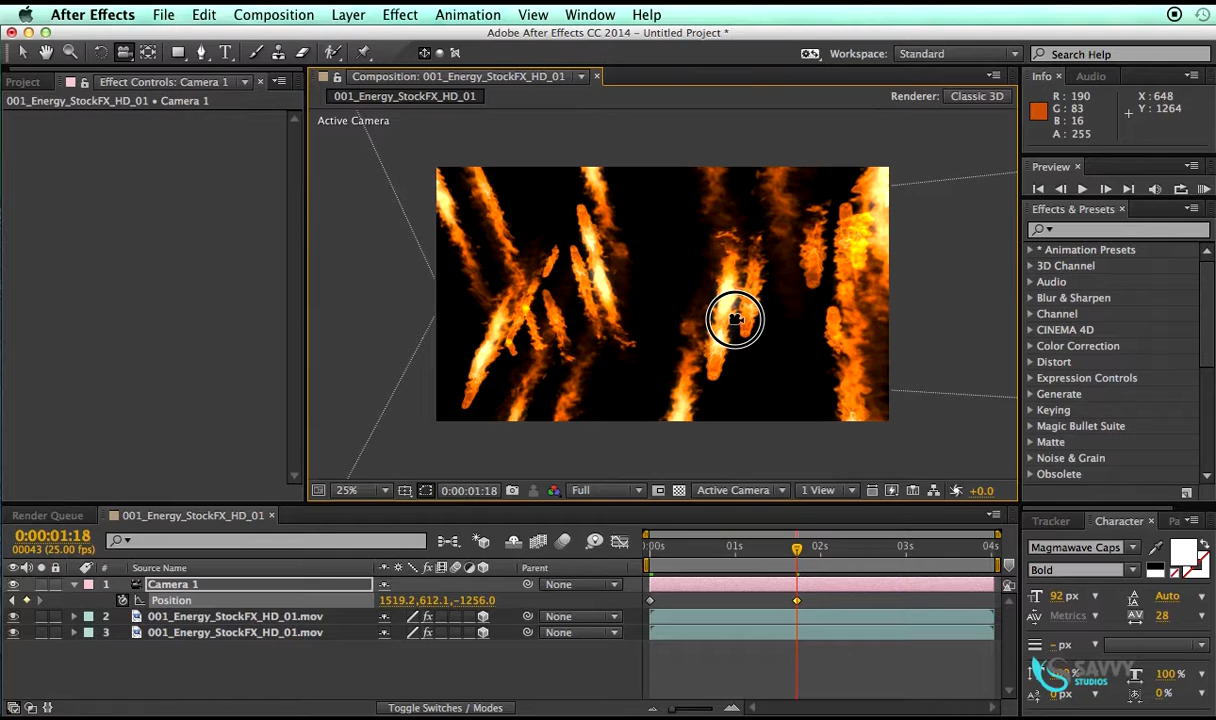 After Effects File Edit Composition Layer Effect Animation View Window Help
Adobe After Effects CC 2014 - Untitled Project *
Workspace: Standard
Search Help
Project Effect Controls: Camera 1
001_Energy_StockFX_HD_01 • Camera 1
Composition: 001_Energy_StockFX_HD_01
001_Energy_StockFX_HD_01
Renderer: Classic 3D
Active Camera
Info Audio
R : 190
G : 83
B : 16
A : 255
X : 648
Y : 1264
Preview
Effects & Presets
* Animation Presets
3D Channel
Audio
Blur & Sharpen
Channel
CINEMA 4D
Color Correction
Distort
Expression Controls
Generate
Keying
Magic Bullet Suite
Matte
Noise & Grain
Obsolete
25% 0:00:01:18 Full Active Camera 1 View +0.0
Render Queue 001_Energy_StockFX_HD_01
0:00:01:18
00043 (25.00 fps)
:00s 01s 02s 03s 04s
# Source Name Parent
1 Camera 1 None
Position 1519.2,612.1,-1256.0
2 001_Energy_StockFX_HD_01.mov None
3 001_Energy_StockFX_HD_01.mov None
Toggle Switches / Modes
Tracker Character Pa
Magmawave Caps
Bold
92 px Auto
Metrics 28
- px
100%
0 px 0%
SAVVY
STUDIOS